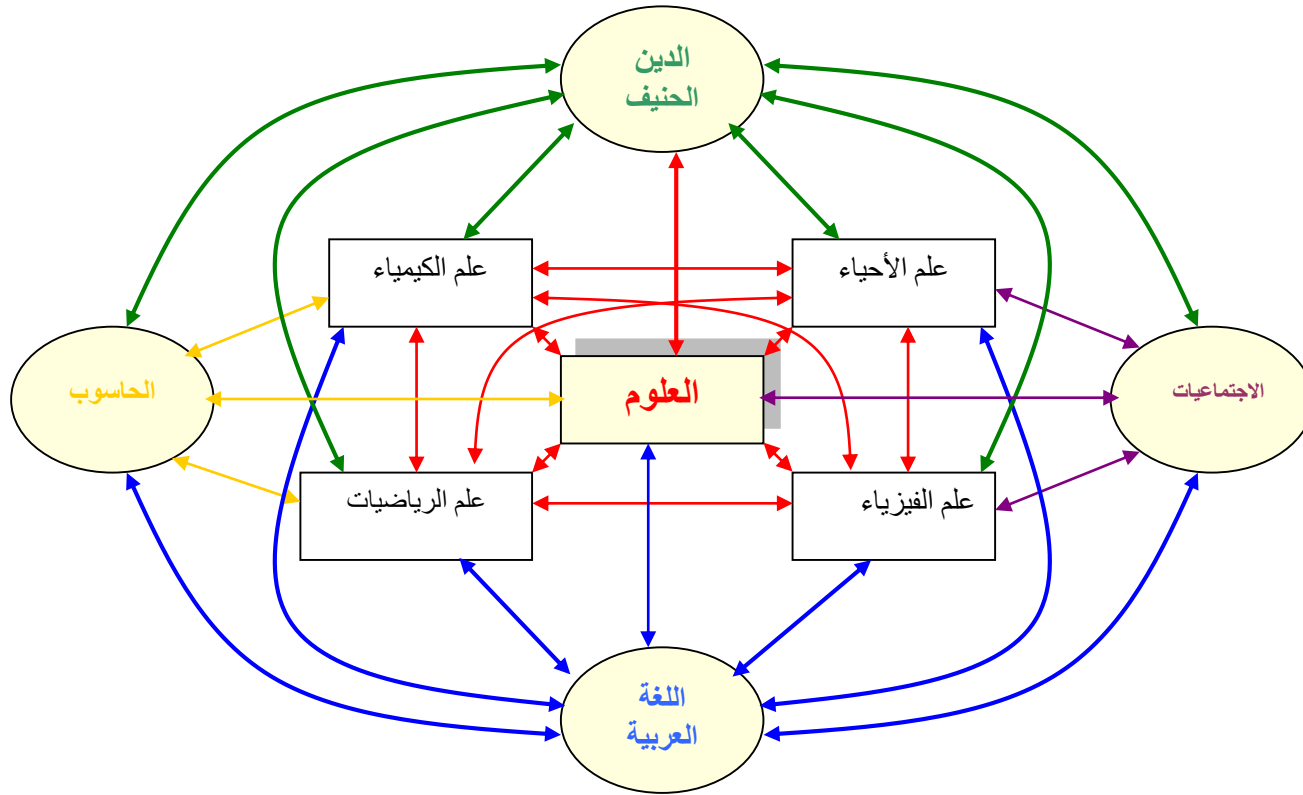 الدين
الحنيف
علم الأحياء
علم الكيمياء
الاجتماعيات
العلوم
الحاسوب
علم الفيزياء
علم الرياضيات
اللغة
العربية